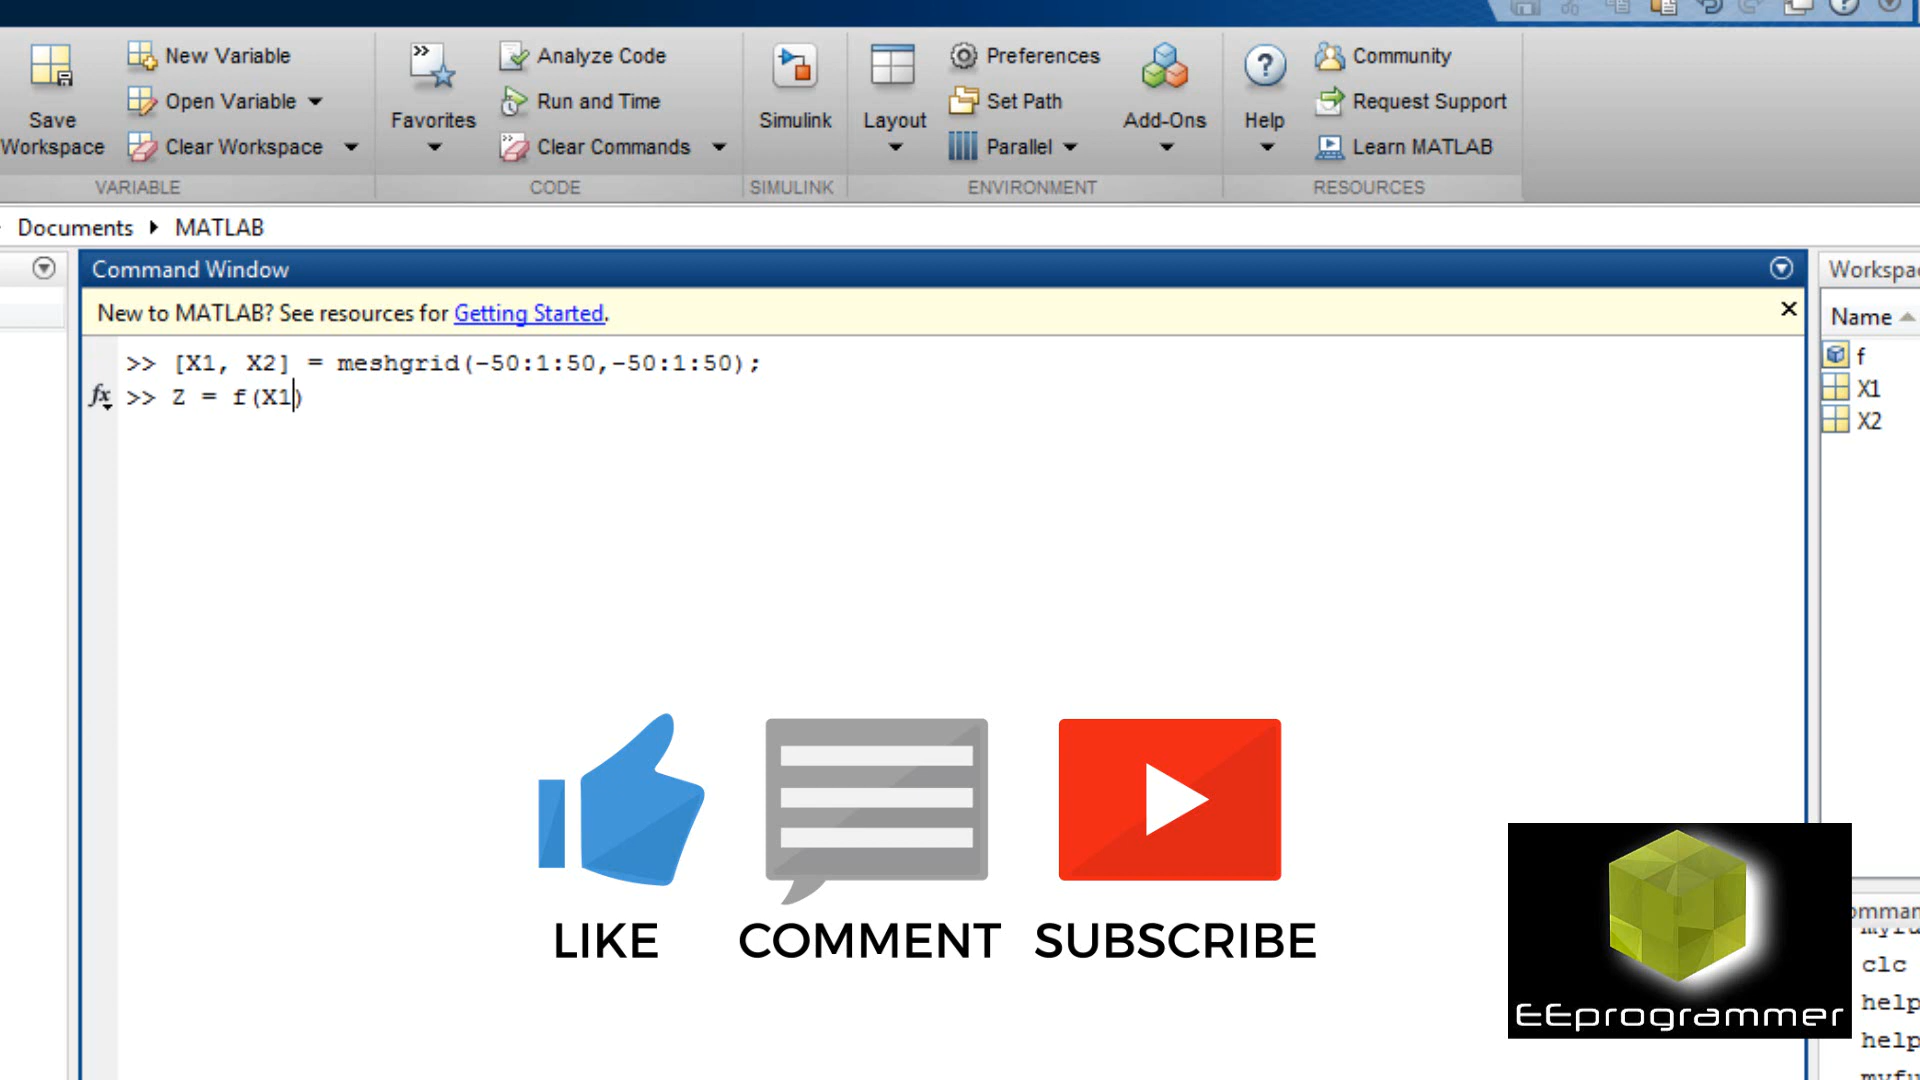 New Variable
Open Variable
Clear Workspace
Save
Workspace
VARIABLE
Favorites
Analyze Code
Run and Time
Clear Commands
CODE
Simulink
SIMULINK
Layout
Preferences
Set Path
Parallel
Add-Ons
ENVIRONMENT
Help
Community
Request Support
Learn MATLAB
RESOURCES
Documents MATLAB
Command Window
New to MATLAB? See resources for Getting Started.
>> [X1, X2] = meshgrid(-50:1:50,-50:1:50);
fx >> Z = f(X1)
Name
f
X1
X2
LIKE COMMENT SUBSCRIBE
EEprogrammer
clc
help
help